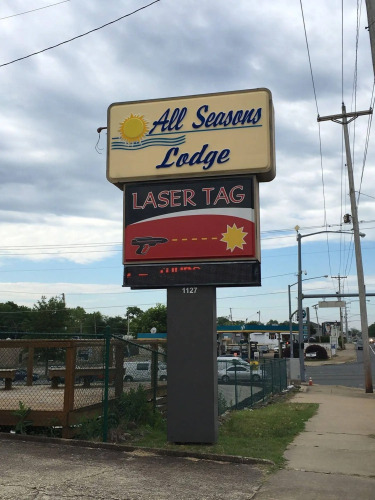 All Seasons
Lodge
LASER TAG
1127